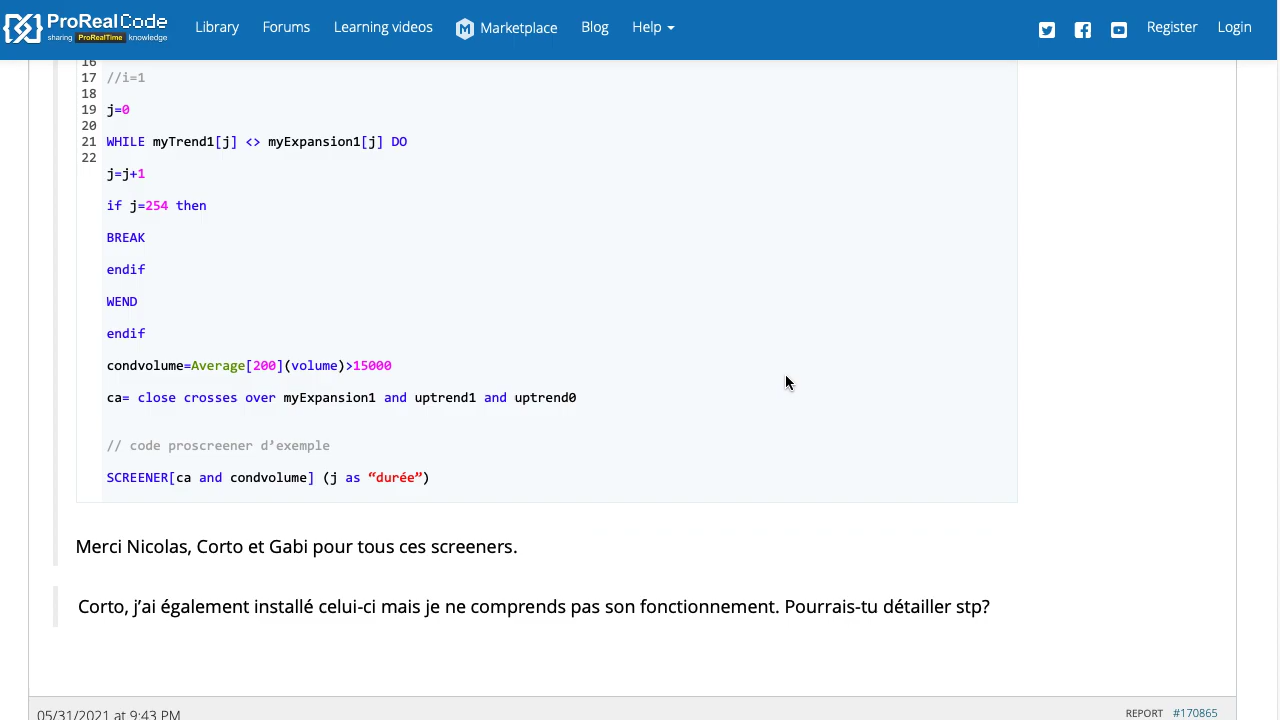 ProRealCode
sharing ProRealTime knowledge
Library
Forums
Learning videos
Marketplace
Blog
Help
Register
Login
16
17 //i=1
18
19 j=0
20
21 WHILE myTrend1[j] <> myExpansion1[j] DO
22
j=j+1
if j=254 then
BREAK
endif
WEND
endif
condvolume=Average[200](volume)>15000
ca= close crosses over myExpansion1 and uptrend1 and uptrend0
// code proscreener d’exemple
SCREENER[ca and condvolume] (j as “durée”)
Merci Nicolas, Corto et Gabi pour tous ces screeners.
Corto, j’ai également installé celui-ci mais je ne comprends pas son fonctionnement. Pourrais-tu détailler stp?
05/31/2021 at 9:43 PM
REPORT #170865